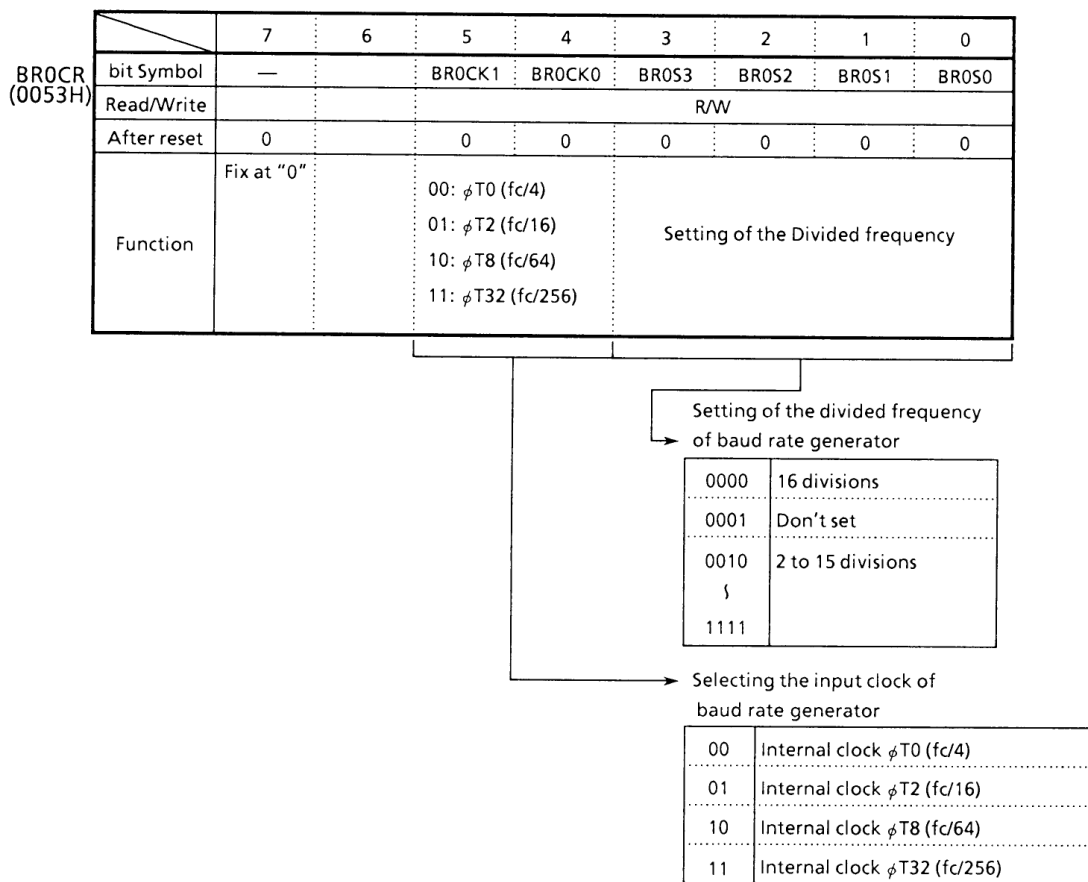 7 6 5 4 3 2 1 0
BR0CR
(0053H)
bit Symbol — BR0CK1 BR0CK0 BR0S3 BR0S2 BR0S1 BR0S0
Read/Write R/W
After reset 0 0 0 0 0 0 0
Function
Fix at "0"
00: φT0 (fc/4)
01: φT2 (fc/16)
10: φT8 (fc/64)
11: φT32 (fc/256)
Setting of the Divided frequency
Setting of the divided frequency
of baud rate generator
0000 16 divisions
0001 Don't set
0010 2 to 15 divisions
⌇
1111
Selecting the input clock of
baud rate generator
00 Internal clock φT0 (fc/4)
01 Internal clock φT2 (fc/16)
10 Internal clock φT8 (fc/64)
11 Internal clock φT32 (fc/256)